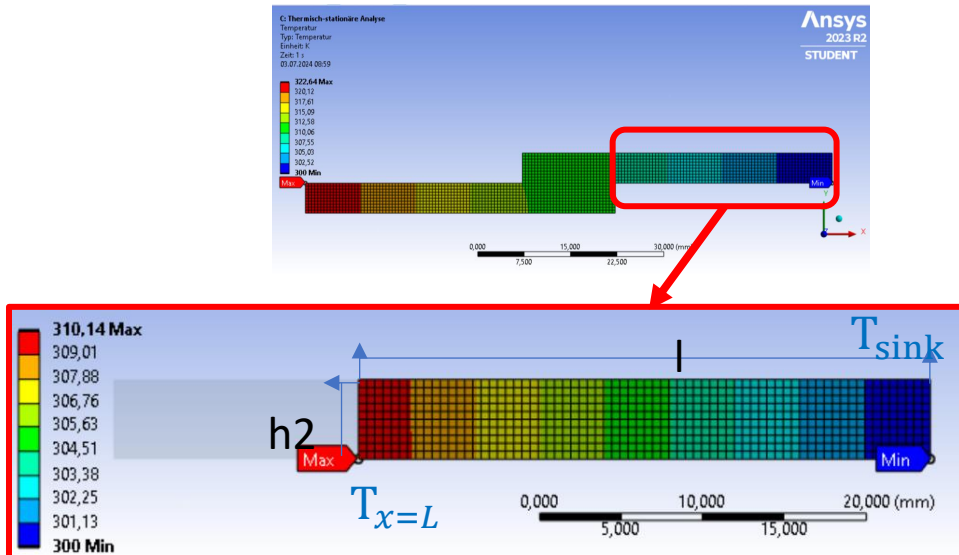 C: Thermisch-stationäre Analyse
Temperatur
Typ: Temperatur
Einheit: K
Zeit: 1 s
03.07.2024 08:59
322,64 Max
320,12
317,61
315,09
312,58
310,06
307,55
305,03
302,52
300 Min
Ansys
2023 R2
STUDENT
Max
Min
Y
X
0,000 15,000 30,000 (mm)
7,500 22,500
310,14 Max
309,01
307,88
306,76
305,63
304,51
303,38
302,25
301,13
300 Min
l
T_sink
h2
Max
Min
T_x=L
0,000 10,000 20,000 (mm)
5,000 15,000